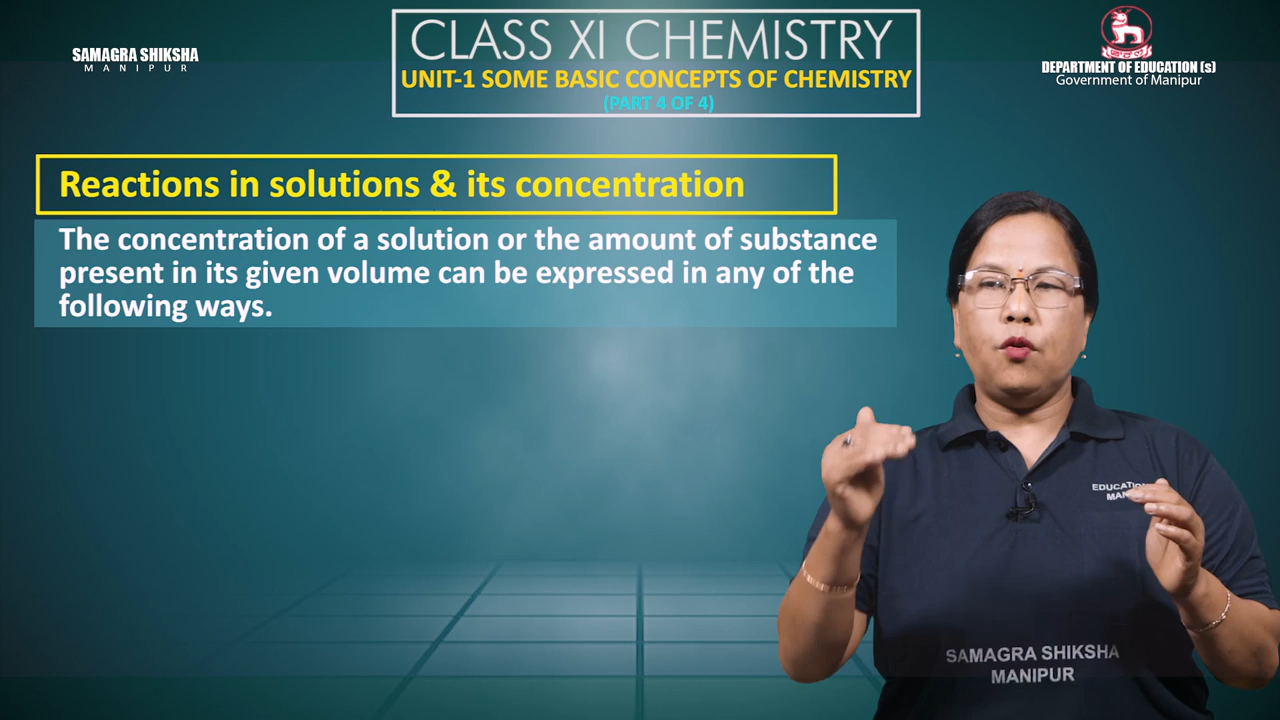 SAMAGRA SHIKSHA
MANIPUR
CLASS XI CHEMISTRY
UNIT-1 SOME BASIC CONCEPTS OF CHEMISTRY
(PART 4 OF 4)
DEPARTMENT OF EDUCATION (s)
Government of Manipur
Reactions in solutions & its concentration
The concentration of a solution or the amount of substance
present in its given volume can be expressed in any of the
following ways.
SAMAGRA SHIKSHA
MANIPUR